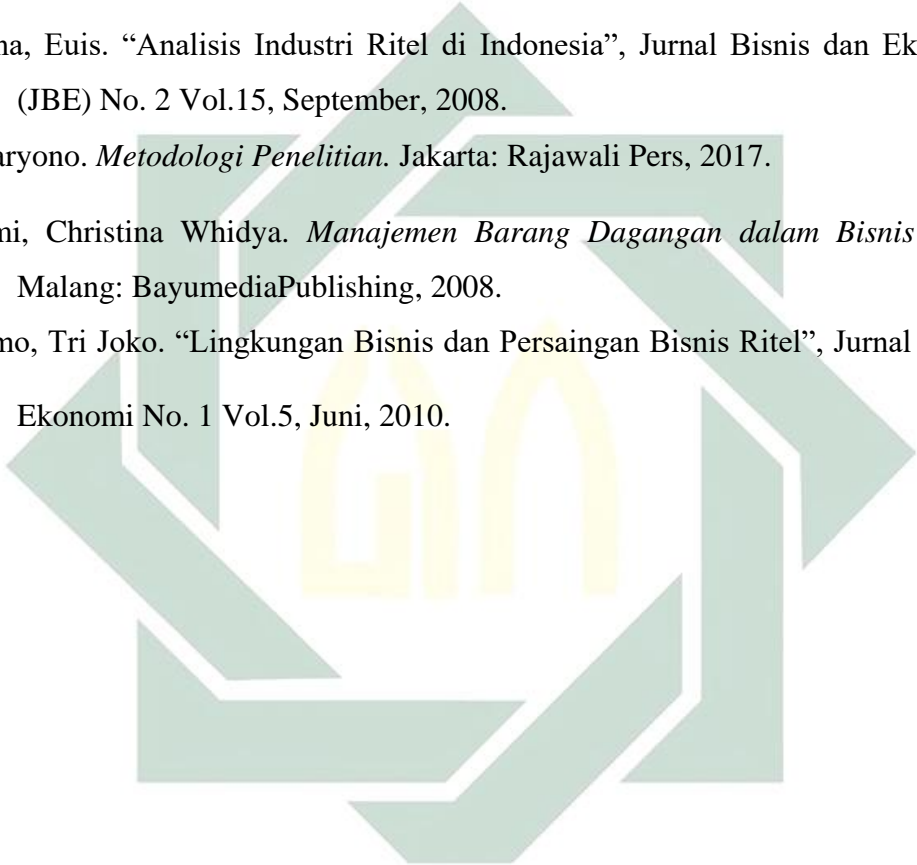 na, Euis. “Analisis Industri Ritel di Indonesia”, Jurnal Bisnis dan Ek
(JBE) No. 2 Vol.15, September, 2008.
aryono. Metodologi Penelitian. Jakarta: Rajawali Pers, 2017.
mi, Christina Whidya. Manajemen Barang Dagangan dalam Bisnis
Malang: BayumediaPublishing, 2008.
mo, Tri Joko. “Lingkungan Bisnis dan Persaingan Bisnis Ritel”, Jurnal
Ekonomi No. 1 Vol.5, Juni, 2010.